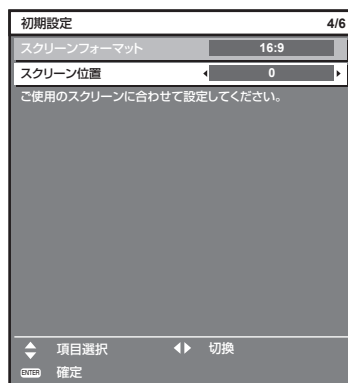 初期設定 4/6
スクリーンフォーマット 16:9
スクリーン位置 0
ご使用のスクリーンに合わせて設定してください。
項目選択 切換
ENTER 確定